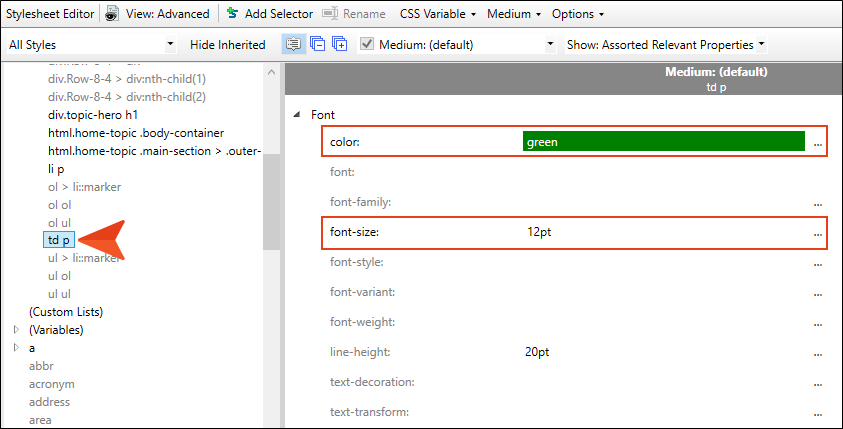 Stylesheet Editor View: Advanced Add Selector Rename CSS Variable Medium Options
All Styles Hide Inherited Medium: (default) Show: Assorted Relevant Properties
div.Row-8-4 > div
div.Row-8-4 > div:nth-child(1)
div.Row-8-4 > div:nth-child(2)
div.topic-hero h1
html.home-topic .body-container
html.home-topic .main-section > .outer-
li p
ol > li::marker
ol ol
ol ul
td p
ul > li::marker
ul ol
ul ul
(Custom Lists)
(Variables)
a
abbr
acronym
address
area
Medium: (default)
td p
Font
color: green ...
font:
font-family: ...
font-size: 12pt ...
font-style: ...
font-variant: ...
font-weight: ...
line-height: 20pt ...
text-decoration: ...
text-transform: ...